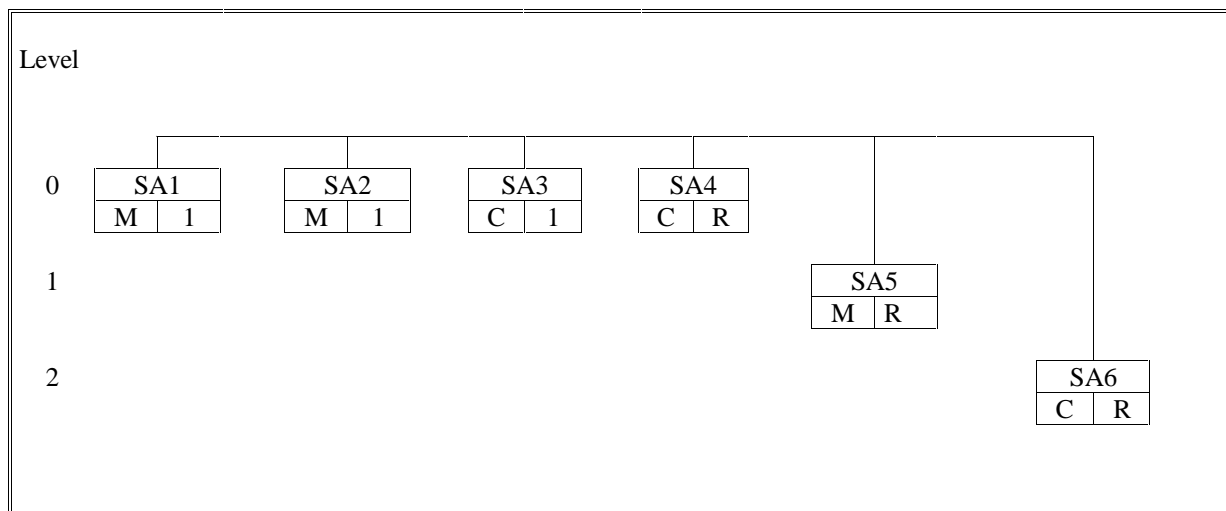 Level
0 SA1 SA2 SA3 SA4
M 1 M 1 C 1 C R
1 SA5
M R
2 SA6
C R